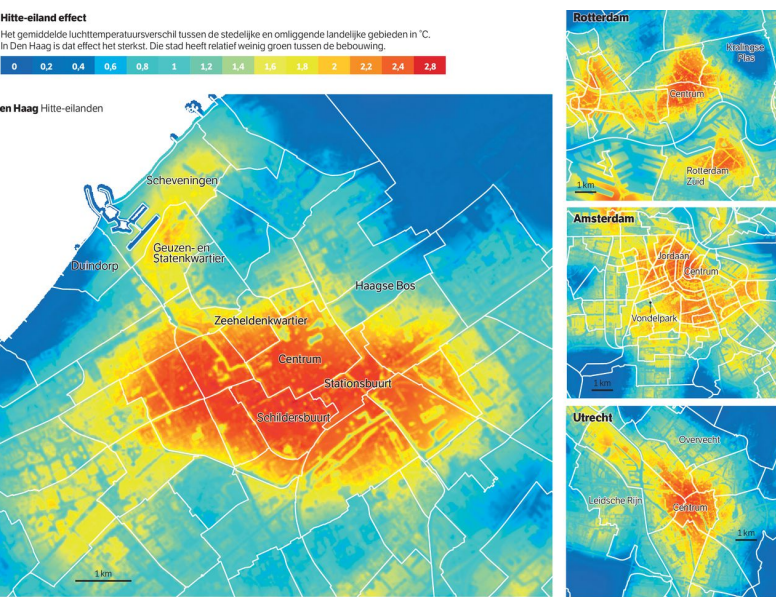 Hitte-eiland effect
Het gemiddelde luchttemperatuursverschil tussen de stedelijke en omliggende landelijke gebieden in °C.
In Den Haag is dat effect het sterkst. Die stad heeft relatief weinig groen tussen de bebouwing.
0 0,2 0,4 0,6 0,8 1 1,2 1,4 1,6 1,8 2 2,2 2,4 2,8
en Haag Hitte-eilanden
Scheveningen
Geuzen- en
Statenkwartier
Duindorp
Haagse Bos
Zeeheldenkwartier
Centrum
Stationsbuurt
Schildersbuurt
1 km
Rotterdam
Kralingse
Plas
Centrum
Rotterdam
Zuid
1 km
Amsterdam
Jordaan
Centrum
Vondelpark
1 km
Utrecht
Overvecht
Leidsche Rijn
Centrum
1 km